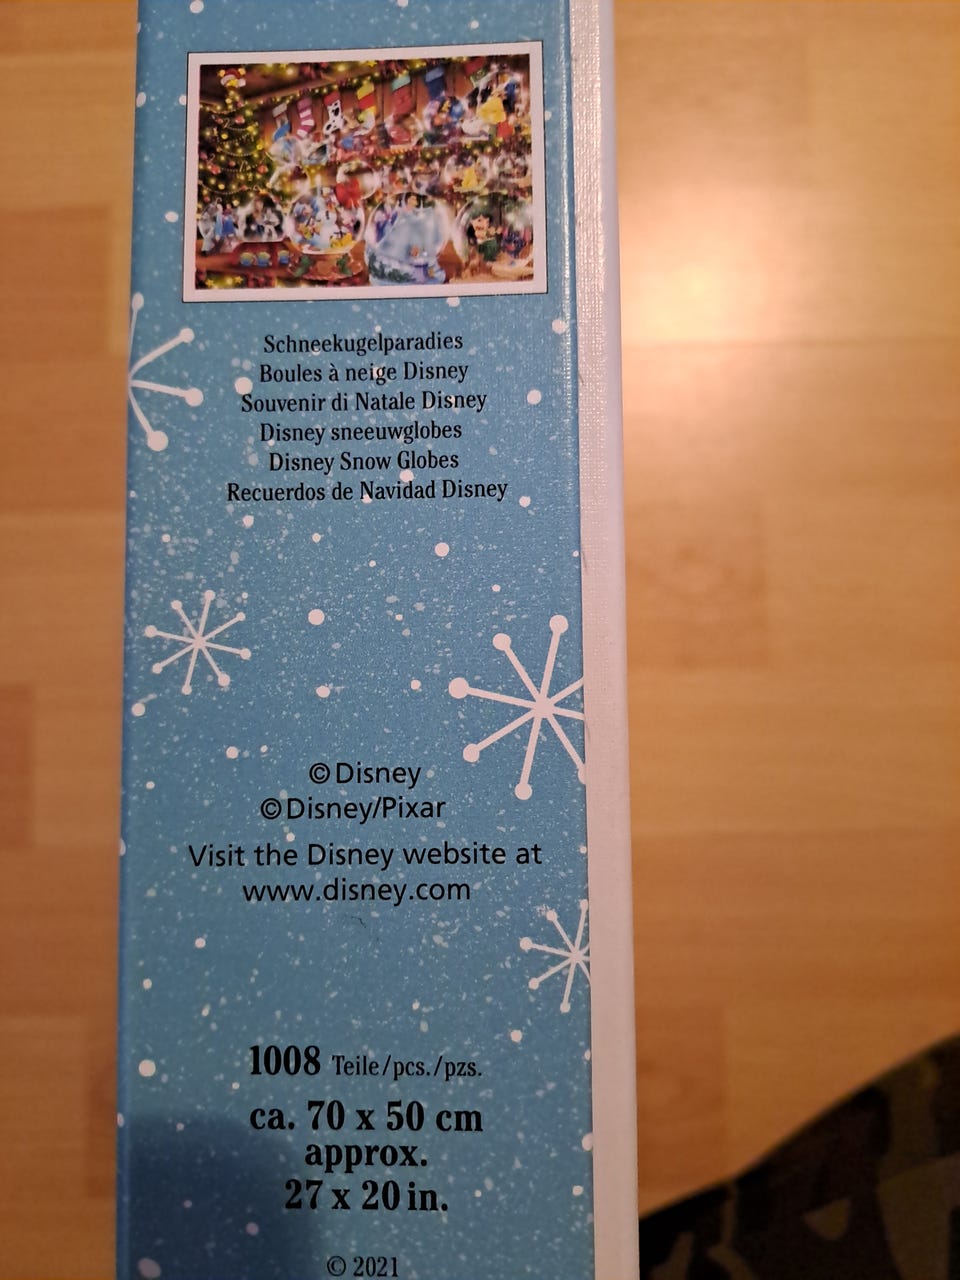 Schneekugelparadies
Boules à neige Disney
Souvenir di Natale Disney
Disney sneeuwglobes
Disney Snow Globes
Recuerdos de Navidad Disney
© Disney
© Disney/Pixar
Visit the Disney website at
www.disney.com
1008 Teile/pcs./pzs.
ca. 70 x 50 cm
approx.
27 x 20 in.
© 2021